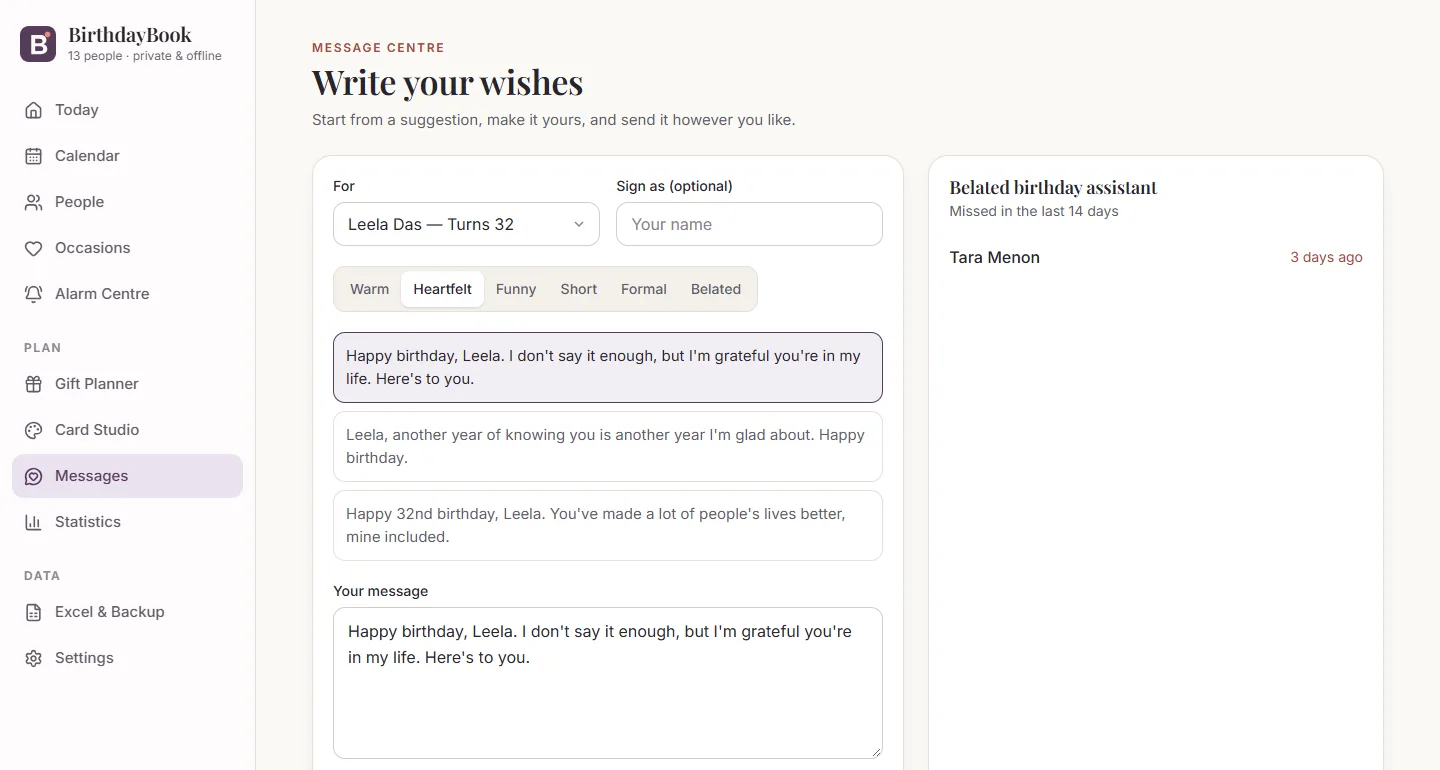 B
BirthdayBook
13 people · private & offline
Today
Calendar
People
Occasions
Alarm Centre
PLAN
Gift Planner
Card Studio
Messages
Statistics
DATA
Excel & Backup
Settings
MESSAGE CENTRE
Write your wishes
Start from a suggestion, make it yours, and send it however you like.
For
Leela Das — Turns 32
Sign as (optional)
Your name
Warm
Heartfelt
Funny
Short
Formal
Belated
Happy birthday, Leela. I don't say it enough, but I'm grateful you're in my
life. Here's to you.
Leela, another year of knowing you is another year I'm glad about. Happy
birthday.
Happy 32nd birthday, Leela. You've made a lot of people's lives better,
mine included.
Your message
Happy birthday, Leela. I don't say it enough, but I'm grateful you're
in my life. Here's to you.
Belated birthday assistant
Missed in the last 14 days
Tara Menon
3 days ago